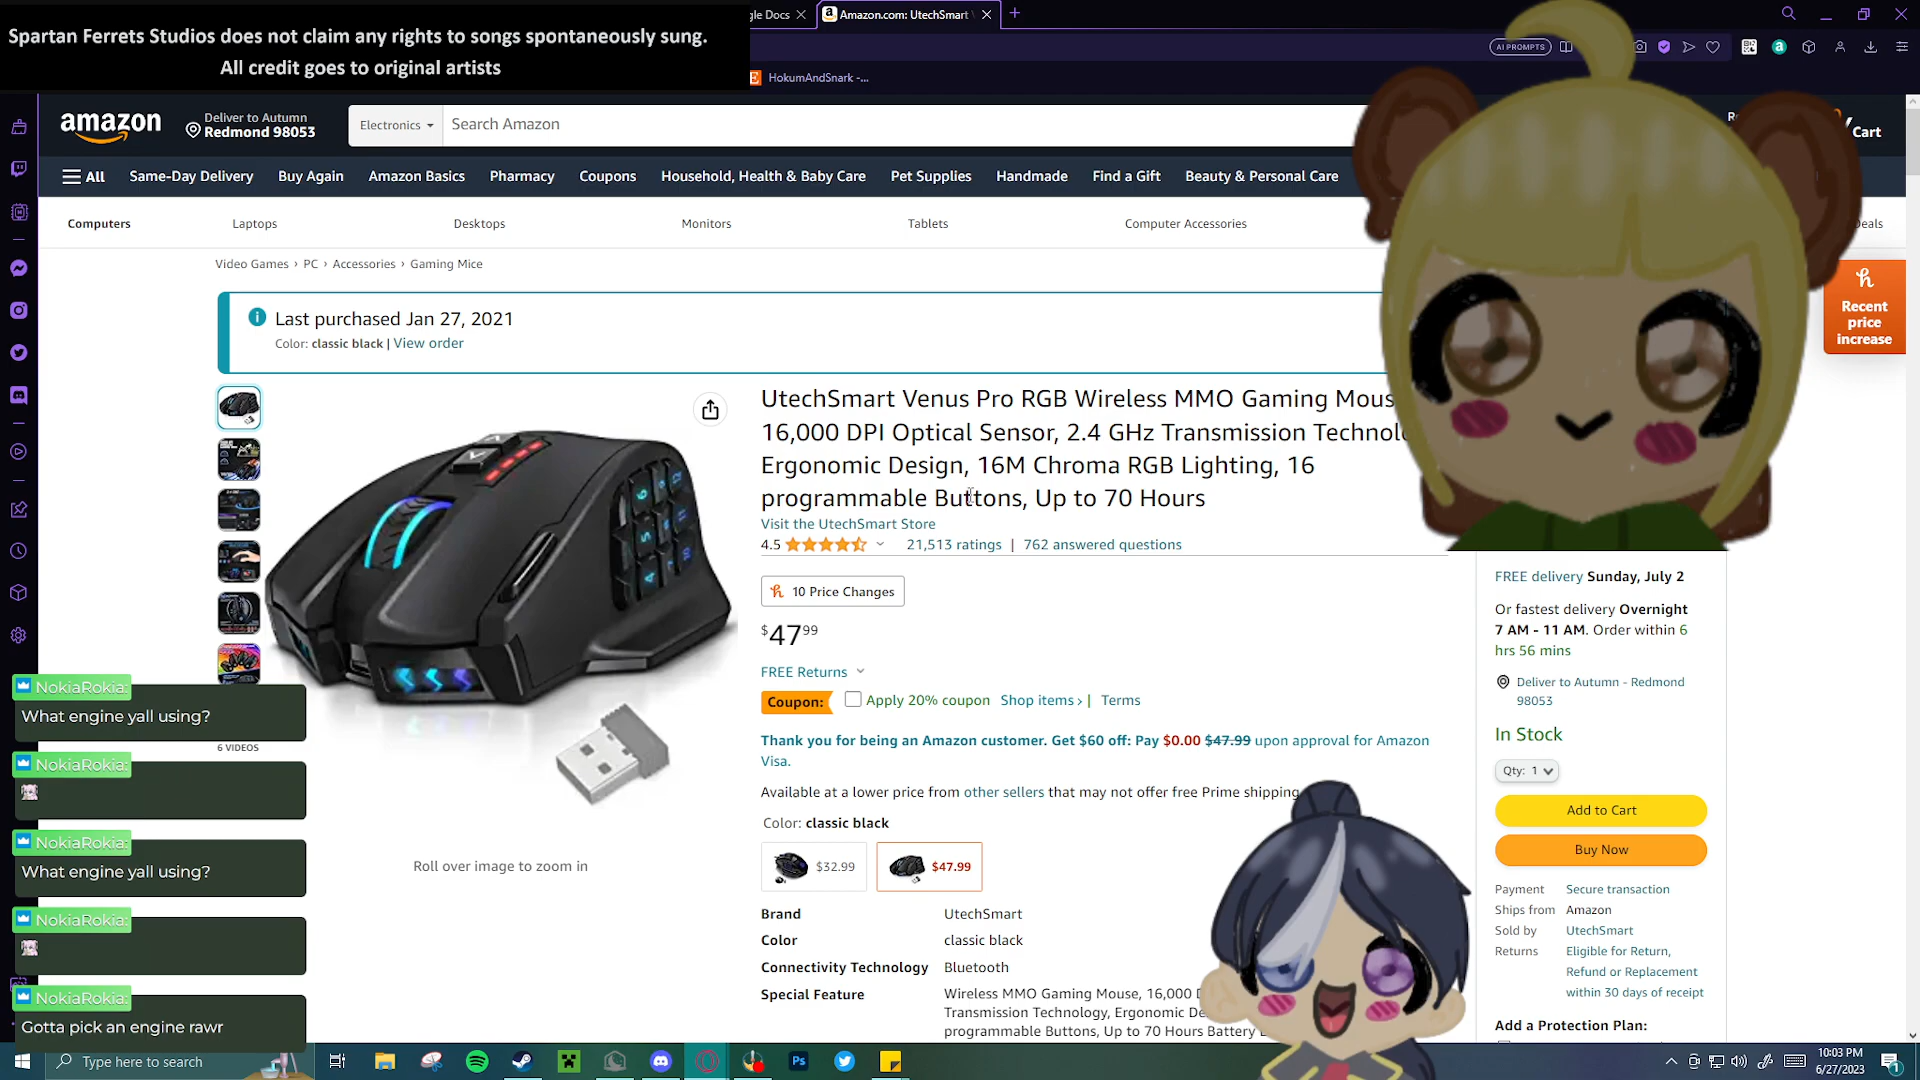 Spartan Ferrets Studios does not claim any rights to songs spontaneously sung.
All credit goes to original artists
gle Docs
Amazon.com: UtechSmart
AI PROMPTS
HokumAndSnark -...
amazon
Deliver to Autumn
Redmond 98053
Electronics
Search Amazon
Cart
All
Same-Day Delivery
Buy Again
Amazon Basics
Pharmacy
Coupons
Household, Health & Baby Care
Pet Supplies
Handmade
Find a Gift
Beauty & Personal Care
Computers
Laptops
Desktops
Monitors
Tablets
Computer Accessories
Deals
Video Games › PC › Accessories › Gaming Mice
Last purchased Jan 27, 2021
Color: classic black | View order
Recent
price
increase
UtechSmart Venus Pro RGB Wireless MMO Gaming Mous
16,000 DPI Optical Sensor, 2.4 GHz Transmission Technolo
Ergonomic Design, 16M Chroma RGB Lighting, 16
programmable Buttons, Up to 70 Hours
Visit the UtechSmart Store
4.5
21,513 ratings | 762 answered questions
10 Price Changes
$47 99
FREE Returns
Coupon: Apply 20% coupon Shop items › | Terms
Thank you for being an Amazon customer. Get $60 off: Pay $0.00 $47.99 upon approval for Amazon
Visa.
Available at a lower price from other sellers that may not offer free Prime shipping
Color: classic black
$32.99
$47.99
Brand UtechSmart
Color classic black
Connectivity Technology Bluetooth
Special Feature Wireless MMO Gaming Mouse, 16,000 D
Transmission Technology, Ergonomic De
programmable Buttons, Up to 70 Hours Battery
6 VIDEOS
Roll over image to zoom in
FREE delivery Sunday, July 2
Or fastest delivery Overnight
7 AM - 11 AM. Order within 6
hrs 56 mins
Deliver to Autumn - Redmond
98053
In Stock
Qty: 1
Add to Cart
Buy Now
Payment Secure transaction
Ships from Amazon
Sold by UtechSmart
Returns Eligible for Return,
Refund or Replacement
within 30 days of receipt
Add a Protection Plan:
NokiaRokia:
What engine yall using?
NokiaRokia:
NokiaRokia:
What engine yall using?
NokiaRokia:
NokiaRokia:
Gotta pick an engine rawr
Type here to search
Ps
10:03 PM
6/27/2023
1